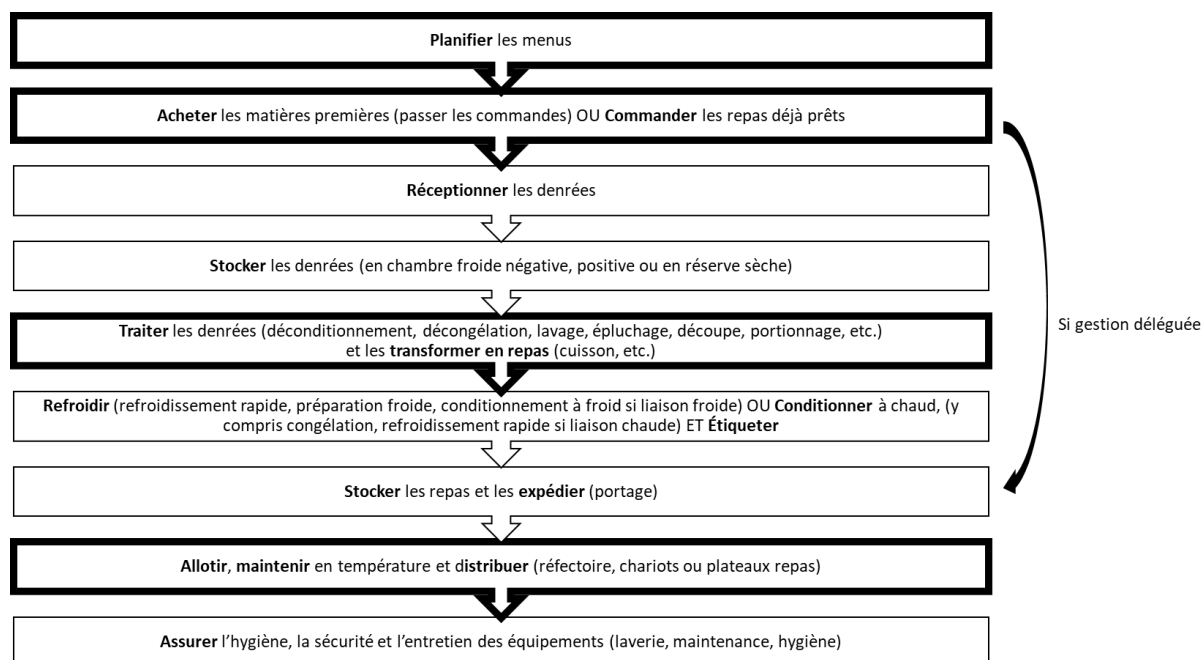 Planifier les menus
Acheter les matières premières (passer les commandes) OU Commander les repas déjà prêts
Réceptionner les denrées
Stocker les denrées (en chambre froide négative, positive ou en réserve sèche)
Si gestion déléguée
Traiter les denrées (déconditionnement, décongélation, lavage, épluchage, découpe, portionnage, etc.)
et les transformer en repas (cuisson, etc.)
Refroidir (refroidissement rapide, préparation froide, conditionnement à froid si liaison froide) OU Conditionner à chaud, (y
compris congélation, refroidissement rapide si liaison chaude) ET Étiqueter
Stocker les repas et les expédier (portage)
Allotir, maintenir en température et distribuer (réfectoire, chariots ou plateaux repas)
Assurer l’hygiène, la sécurité et l’entretien des équipements (laverie, maintenance, hygiène)